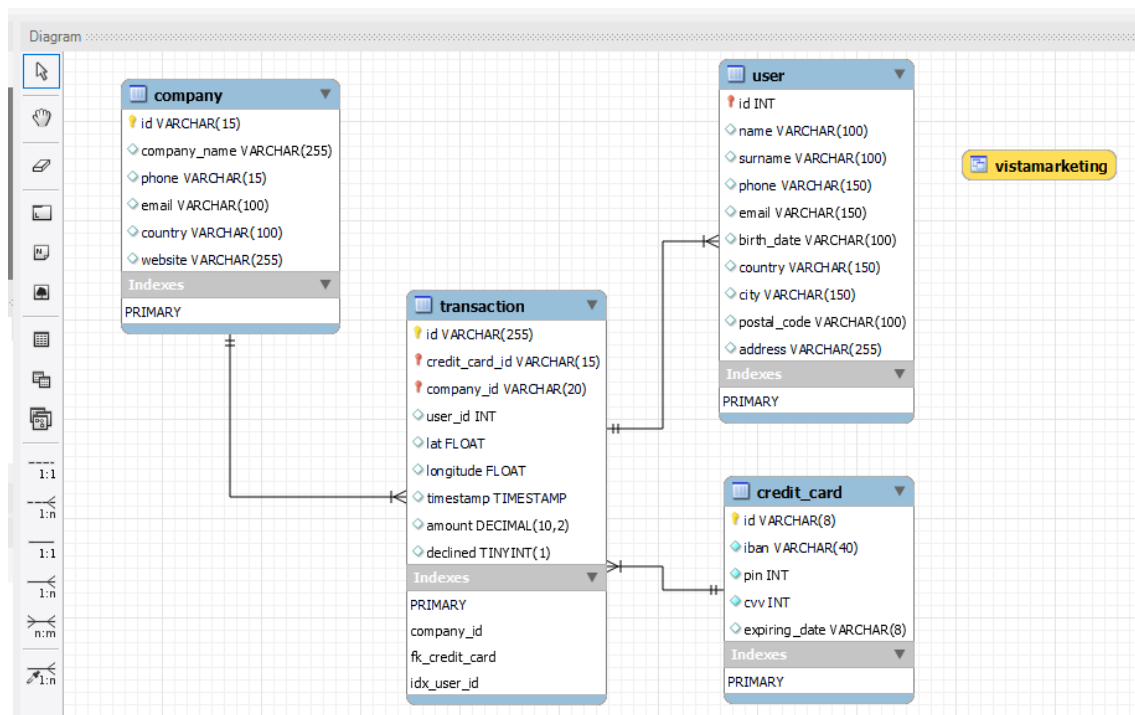 Diagram
company
id VARCHAR(15)
company_name VARCHAR(255)
phone VARCHAR(15)
email VARCHAR(100)
country VARCHAR(100)
website VARCHAR(255)
Indexes
PRIMARY
transaction
id VARCHAR(255)
credit_card_id VARCHAR(15)
company_id VARCHAR(20)
user_id INT
lat FLOAT
longitude FLOAT
timestamp TIMESTAMP
amount DECIMAL(10,2)
declined TINYINT(1)
Indexes
PRIMARY
company_id
fk_credit_card
idx_user_id
user
id INT
name VARCHAR(100)
surname VARCHAR(100)
phone VARCHAR(150)
email VARCHAR(150)
birth_date VARCHAR(100)
country VARCHAR(150)
city VARCHAR(150)
postal_code VARCHAR(100)
address VARCHAR(255)
Indexes
PRIMARY
vistamarketing
credit_card
id VARCHAR(8)
iban VARCHAR(40)
pin INT
cvv INT
expiring_date VARCHAR(8)
Indexes
PRIMARY
1:1
1:n
1:1
1:n
n:m
1:n